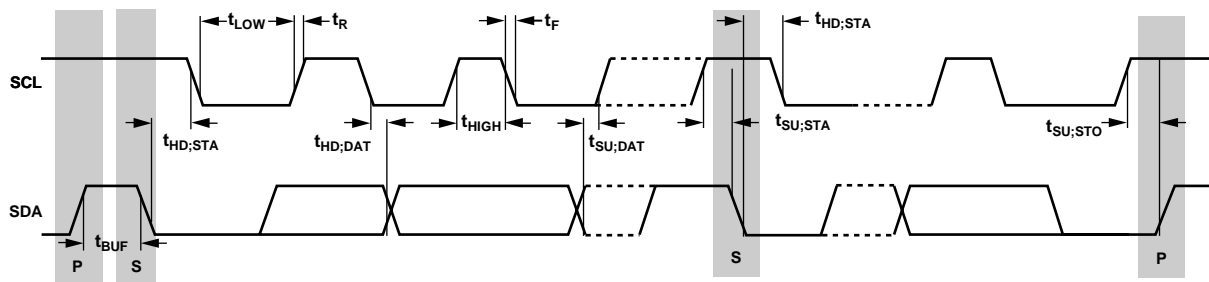 tLOW
tR
tF
tHD;STA
SCL
tHD;STA
tHD;DAT
tHIGH
tSU;DAT
tSU;STA
tSU;STO
SDA
tBUF
P
S
S
P